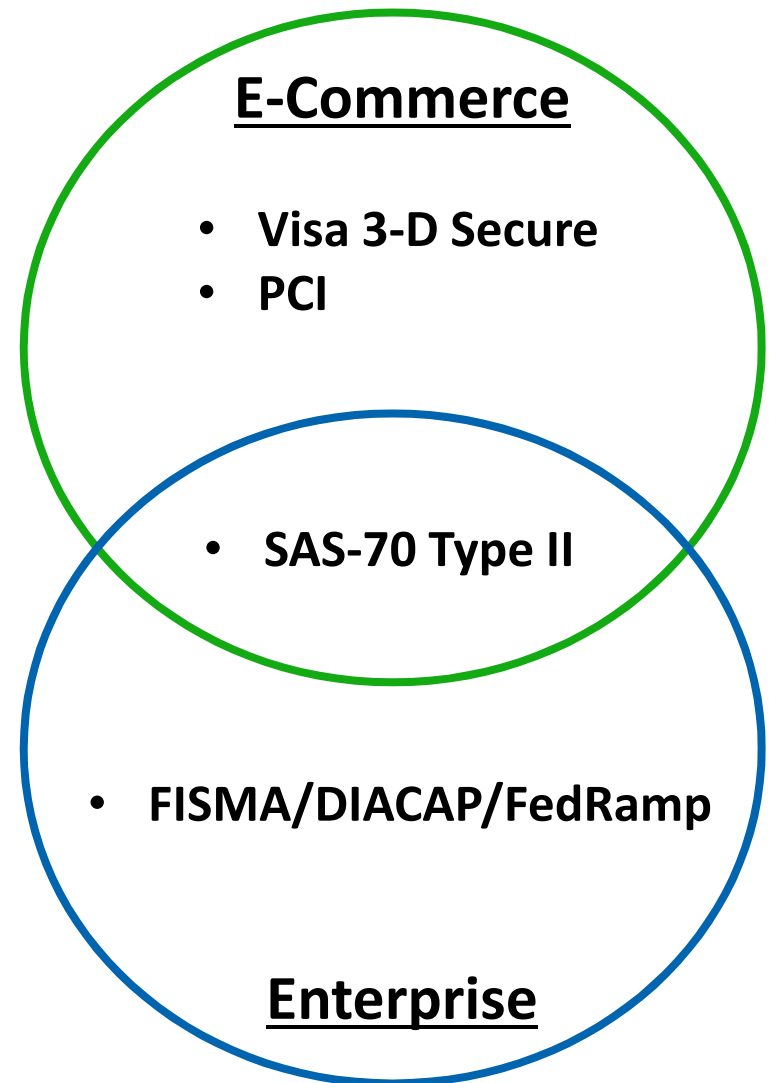 E-Commerce
• Visa 3-D Secure
• PCI
• SAS-70 Type II
• FISMA/DIACAP/FedRamp
Enterprise